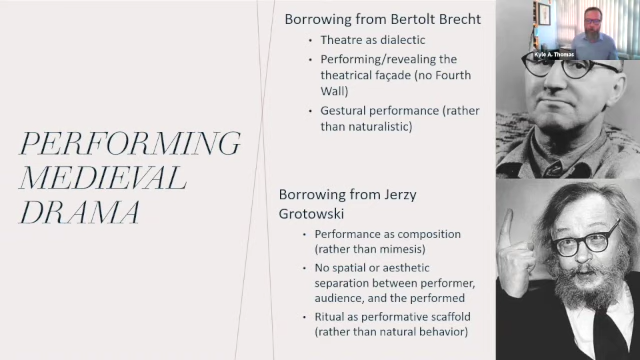 PERFORMING
MEDIEVAL
DRAMA
Borrowing from Bertolt Brecht
• Theatre as dialectic
• Performing/revealing the
theatrical façade (no Fourth
Wall)
• Gestural performance (rather
than naturalistic)
Borrowing from Jerzy
Grotowski
• Performance as composition
(rather than mimesis)
• No spatial or aesthetic
separation between performer,
audience, and the performed
• Ritual as performative scaffold
(rather than natural behavior)
Kyle A. Thomas